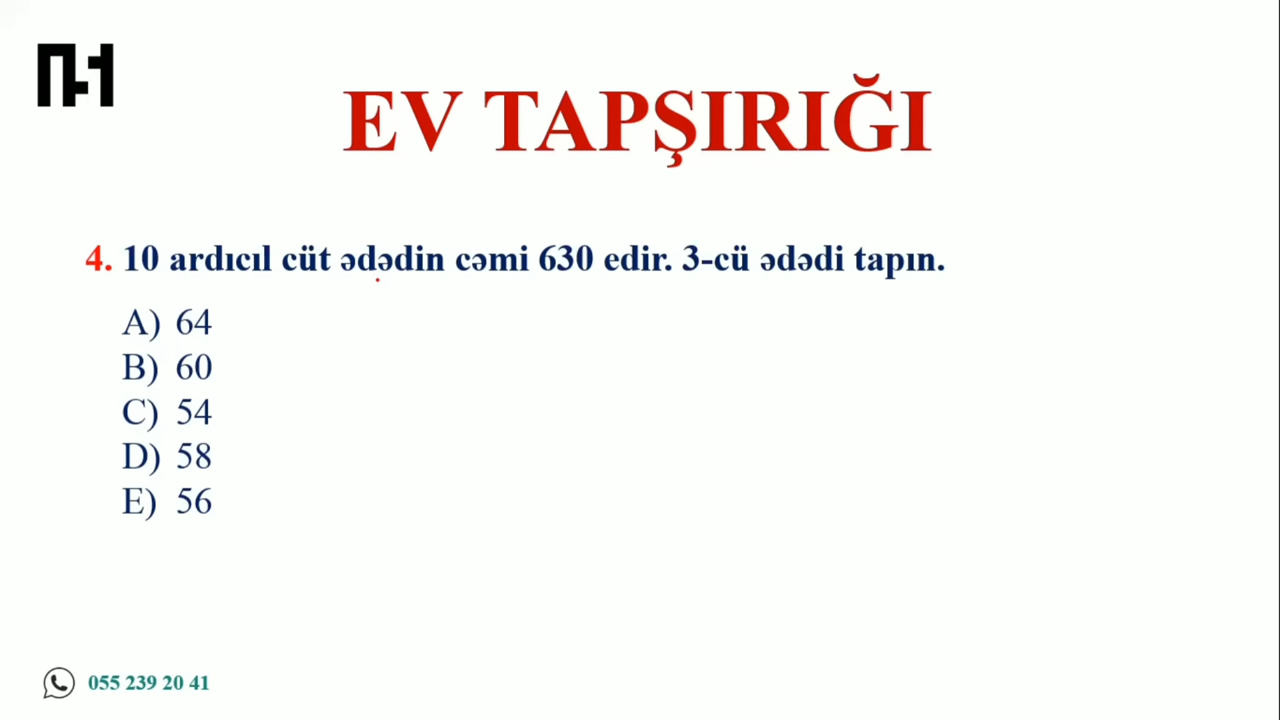 EV TAPŞIRIĞI
4. 10 ardıcıl cüt ədədin cəmi 630 edir. 3-cü ədədi tapın.
A) 64
B) 60
C) 54
D) 58
E) 56
055 239 20 41